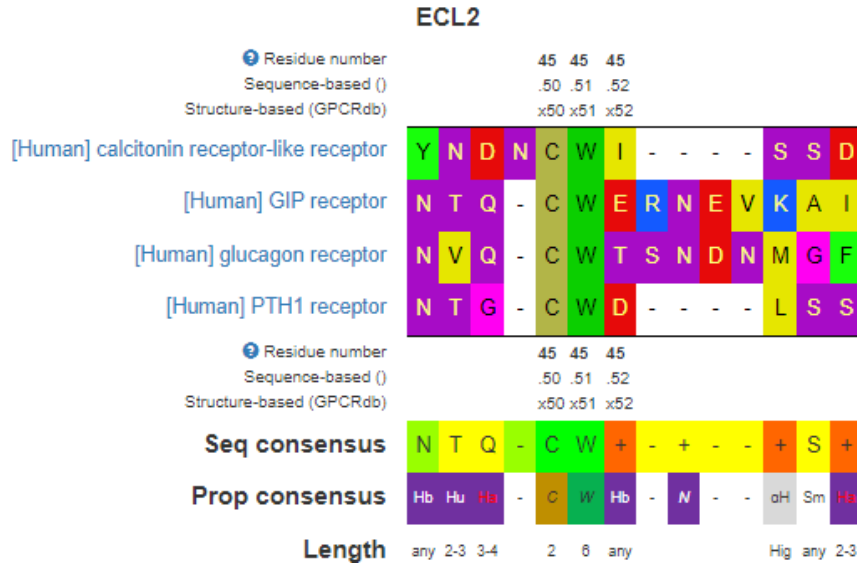 ECL2
Residue number 45 45 45
Sequence-based () .50 .51 .52
Structure-based (GPCRdb) x50 x51 x52
[Human] calcitonin receptor-like receptor Y N D N C W I - - - - S S D
[Human] GIP receptor N T Q - C W E R N E V K A I
[Human] glucagon receptor N V Q - C W T S N D N M G F
[Human] PTH1 receptor N T G - C W D - - - - L S S
Residue number 45 45 45
Sequence-based () .50 .51 .52
Structure-based (GPCRdb) x50 x51 x52
Seq consensus N T Q - C W + - + - - + S +
Prop consensus Hb Hu Ha - C W Hb - N - - αH Sm Ha
Length any 2-3 3-4 2 6 any Hig any 2-3